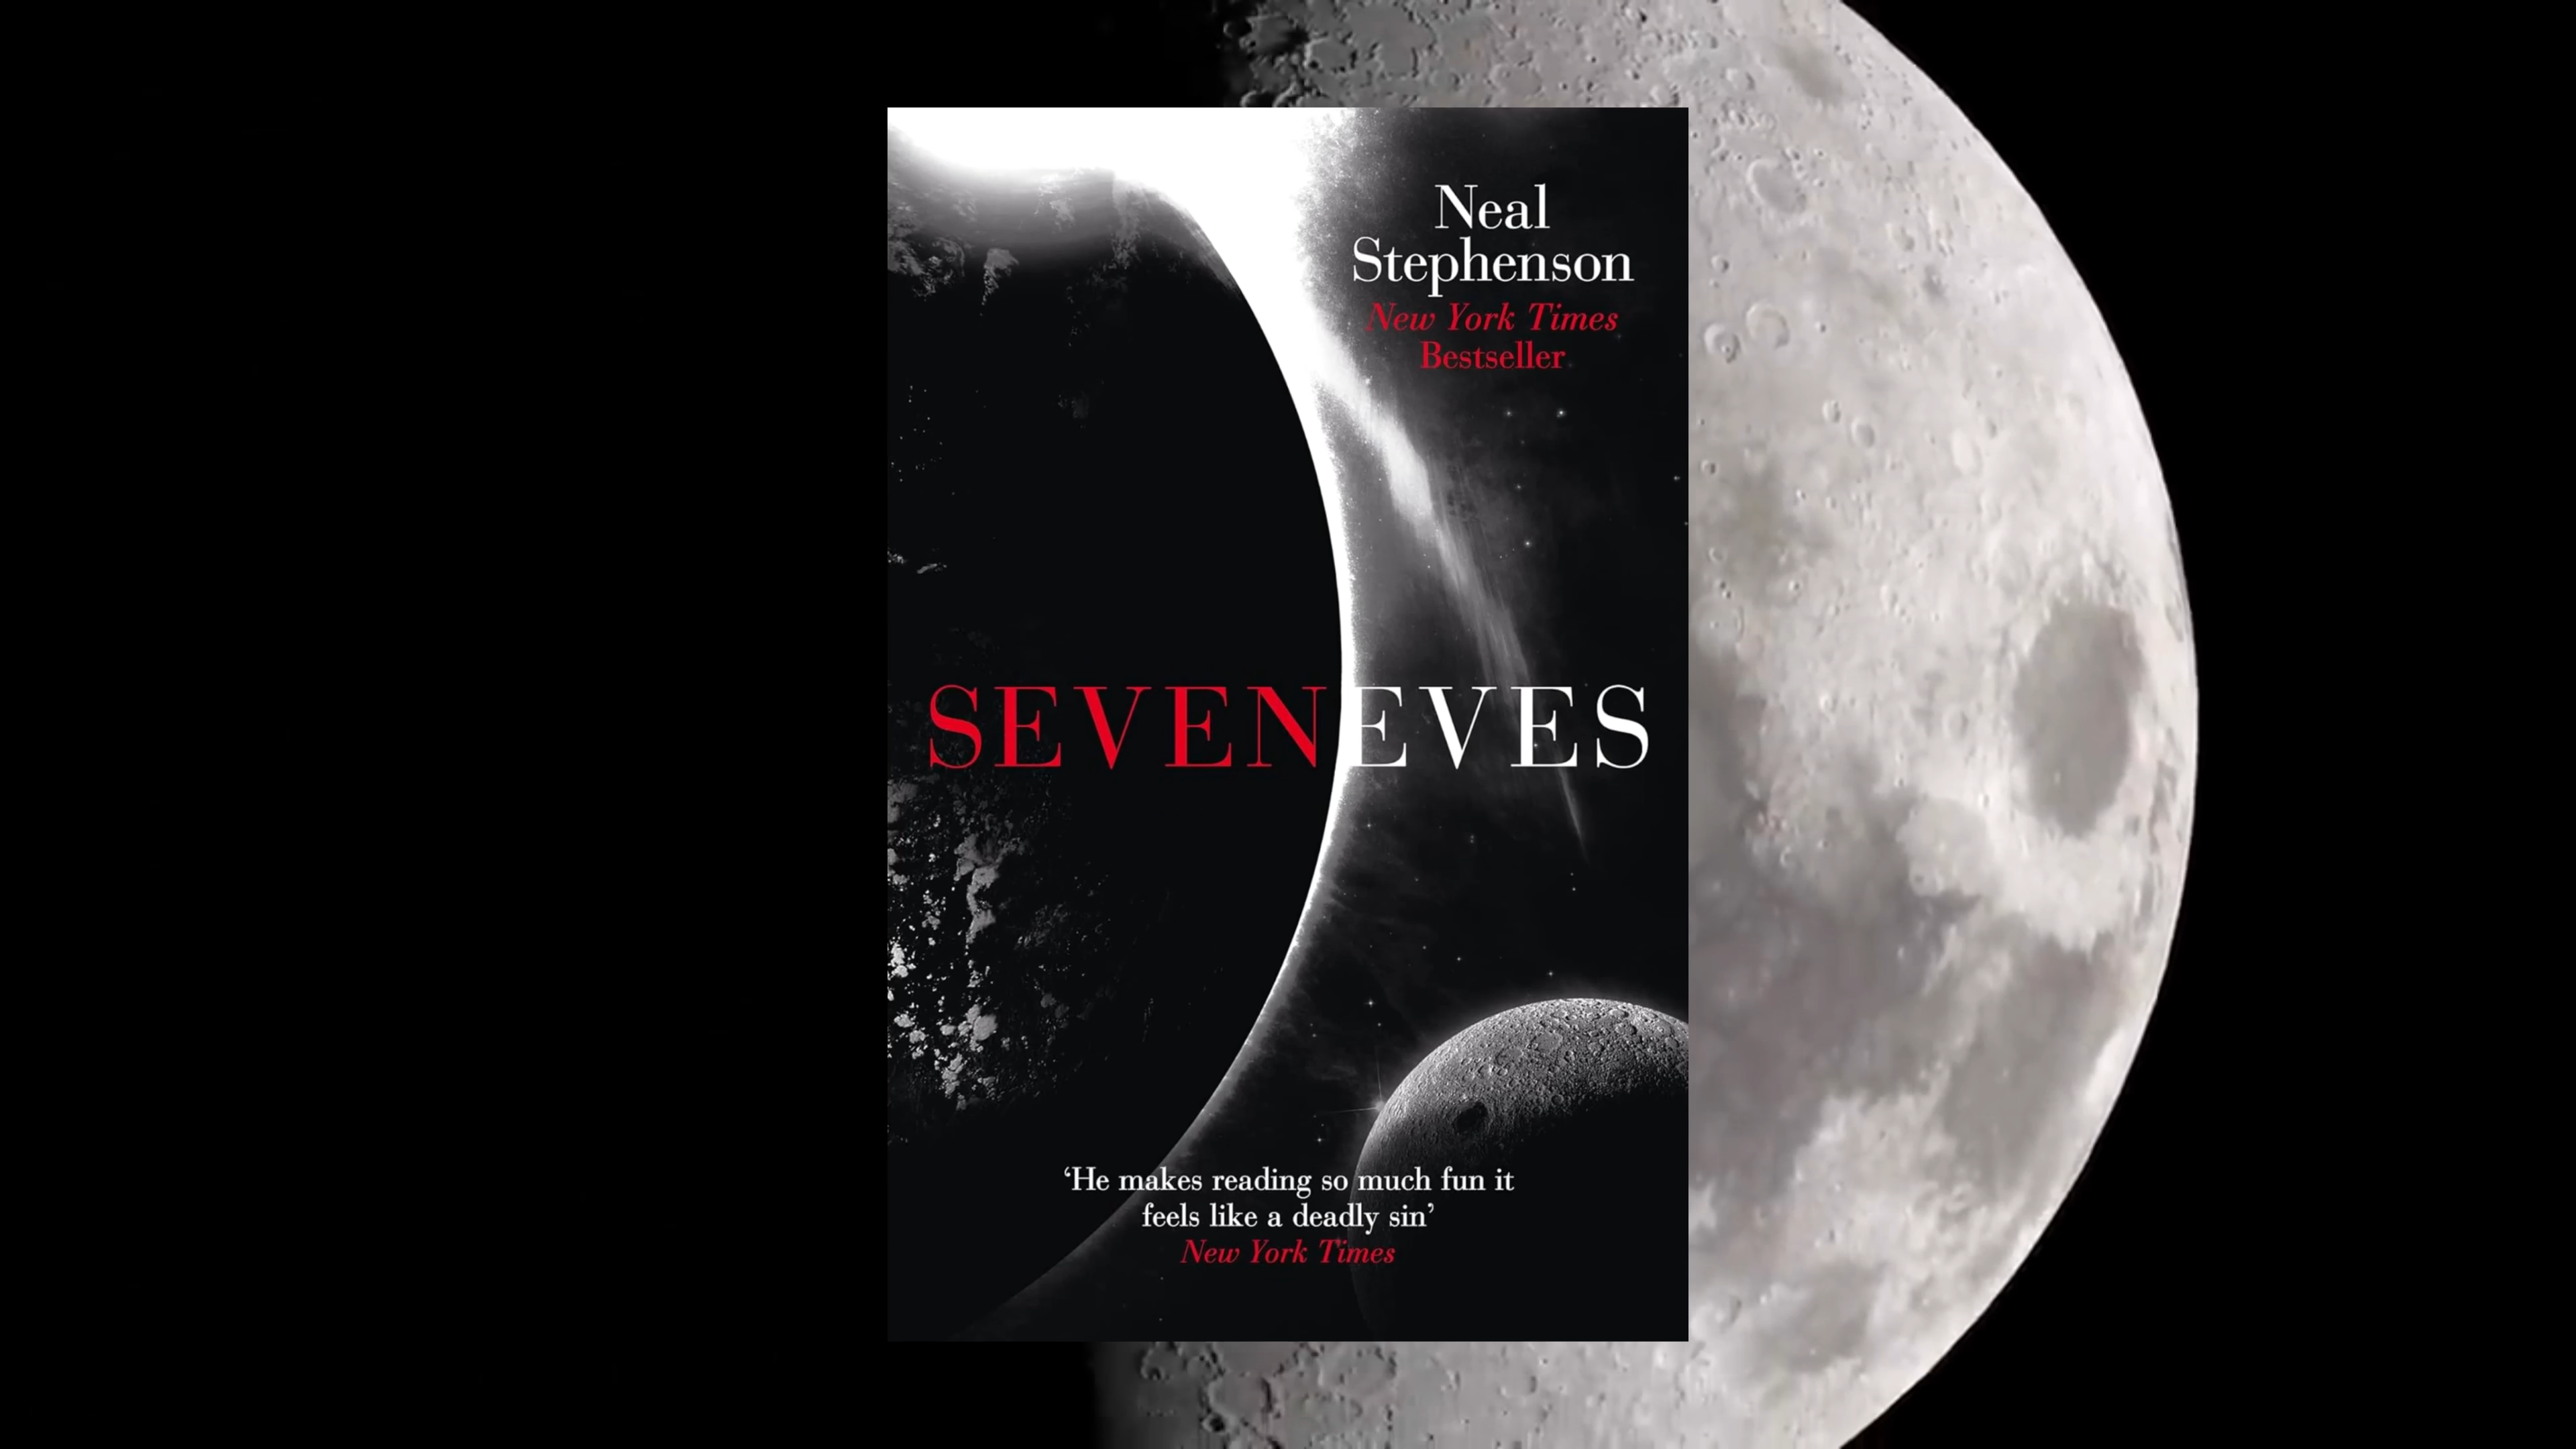 Neal
Stephenson
New York Times
Bestseller
SEVENEVES
‘He makes reading so much fun it
feels like a deadly sin’
New York Times